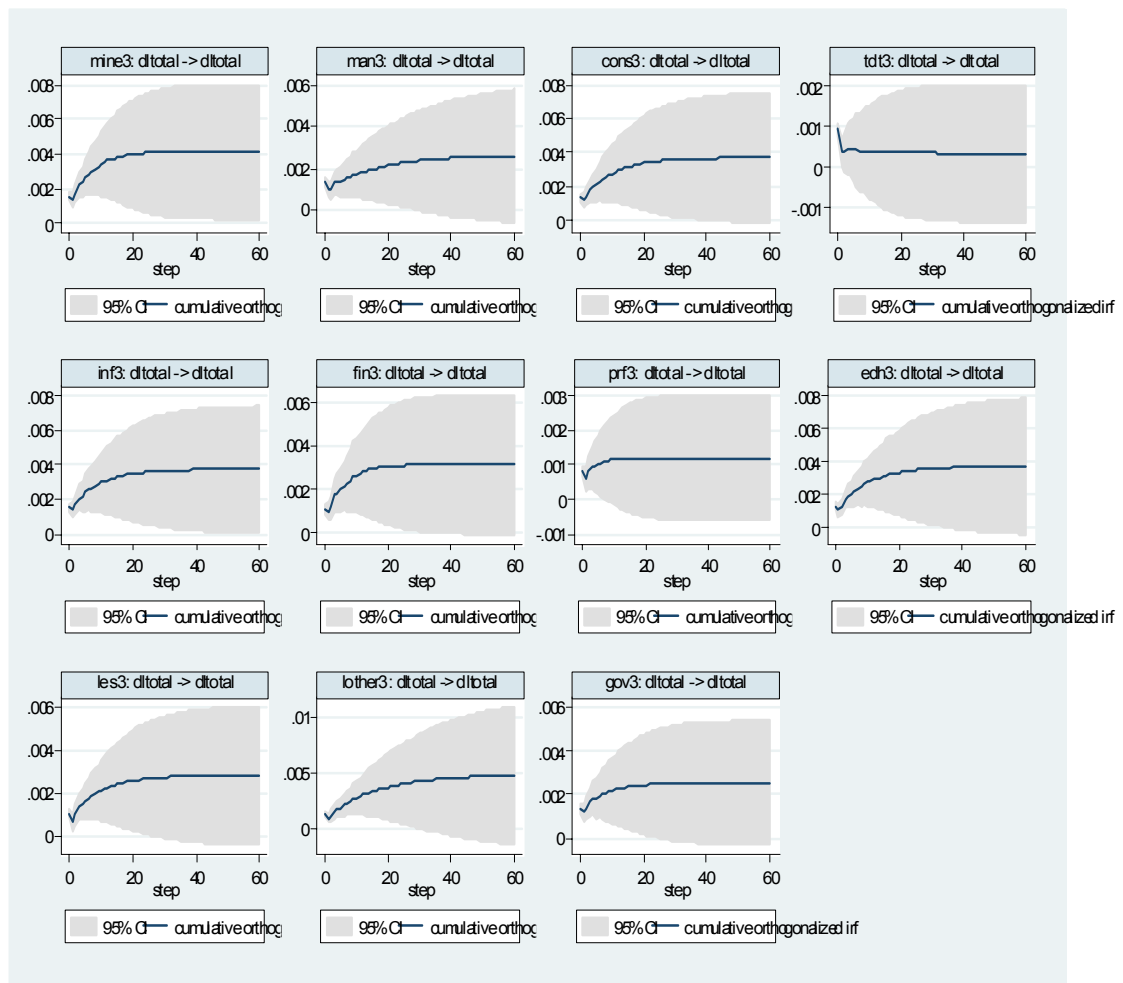 mine3: dltotal -> dltotal
.008
.006
.004
.002
0
0 20 40 60
step
95% CI cumulative orthog
man3: dltotal -> dltotal
.006
.004
.002
0
0 20 40 60
step
95% CI cumulative orthog
cons3: dltotal -> dltotal
.008
.006
.004
.002
0
0 20 40 60
step
95% CI cumulative orthog
tdt3: dltotal -> dltotal
.002
.001
0
-.001
0 20 40 60
step
95% CI cumulative orthogonalized irf
inf3: dltotal -> dltotal
.008
.006
.004
.002
0
0 20 40 60
step
95% CI cumulative orthog
fin3: dltotal -> dltotal
.006
.004
.002
0
0 20 40 60
step
95% CI cumulative orthog
prf3: dltotal -> dltotal
.003
.002
.001
0
-.001
0 20 40 60
step
95% CI cumulative orthog
edh3: dltotal -> dltotal
.008
.006
.004
.002
0
0 20 40 60
step
95% CI cumulative orthogonalized irf
les3: dltotal -> dltotal
.006
.004
.002
0
0 20 40 60
step
95% CI cumulative orthog
lother3: dltotal -> dltotal
.01
.005
0
0 20 40 60
step
95% CI cumulative orthog
gov3: dltotal -> dltotal
.006
.004
.002
0
0 20 40 60
step
95% CI cumulative orthogonalized irf